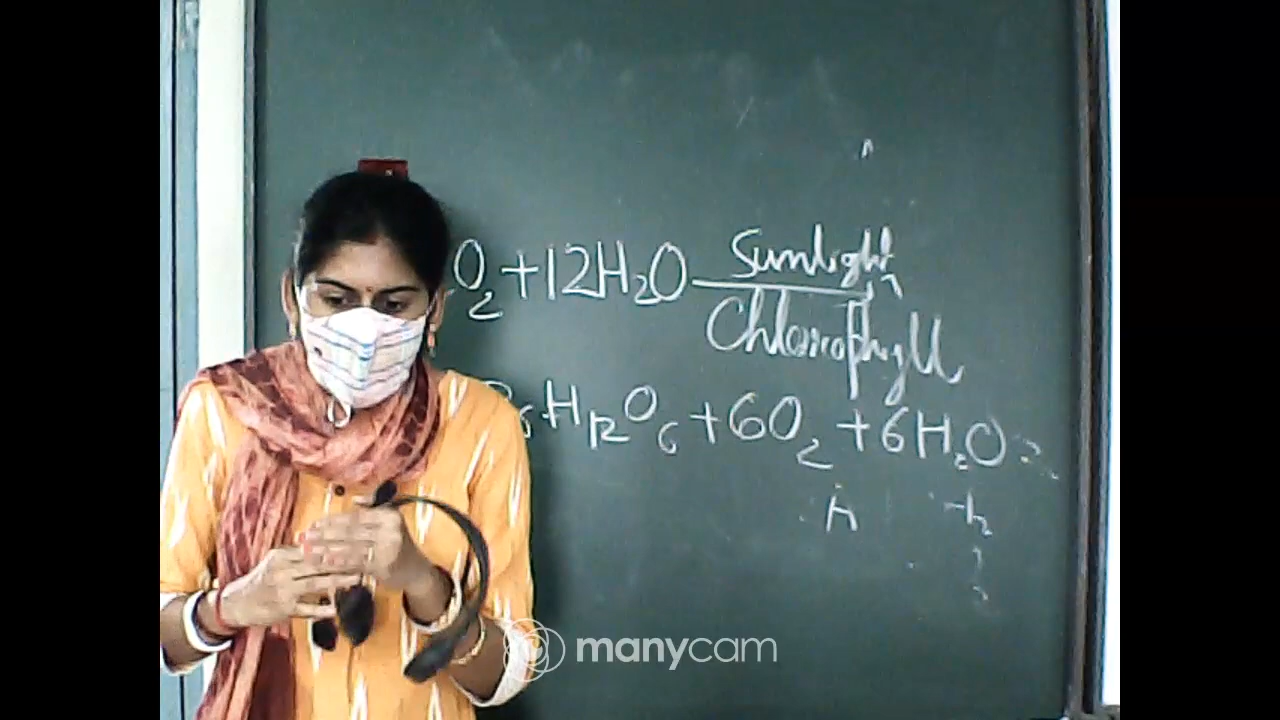 O₂ + 12H₂O Sunlight
Chlorophyll
₆H₁₂O₆ + 6O₂ + 6H₂O
manycam